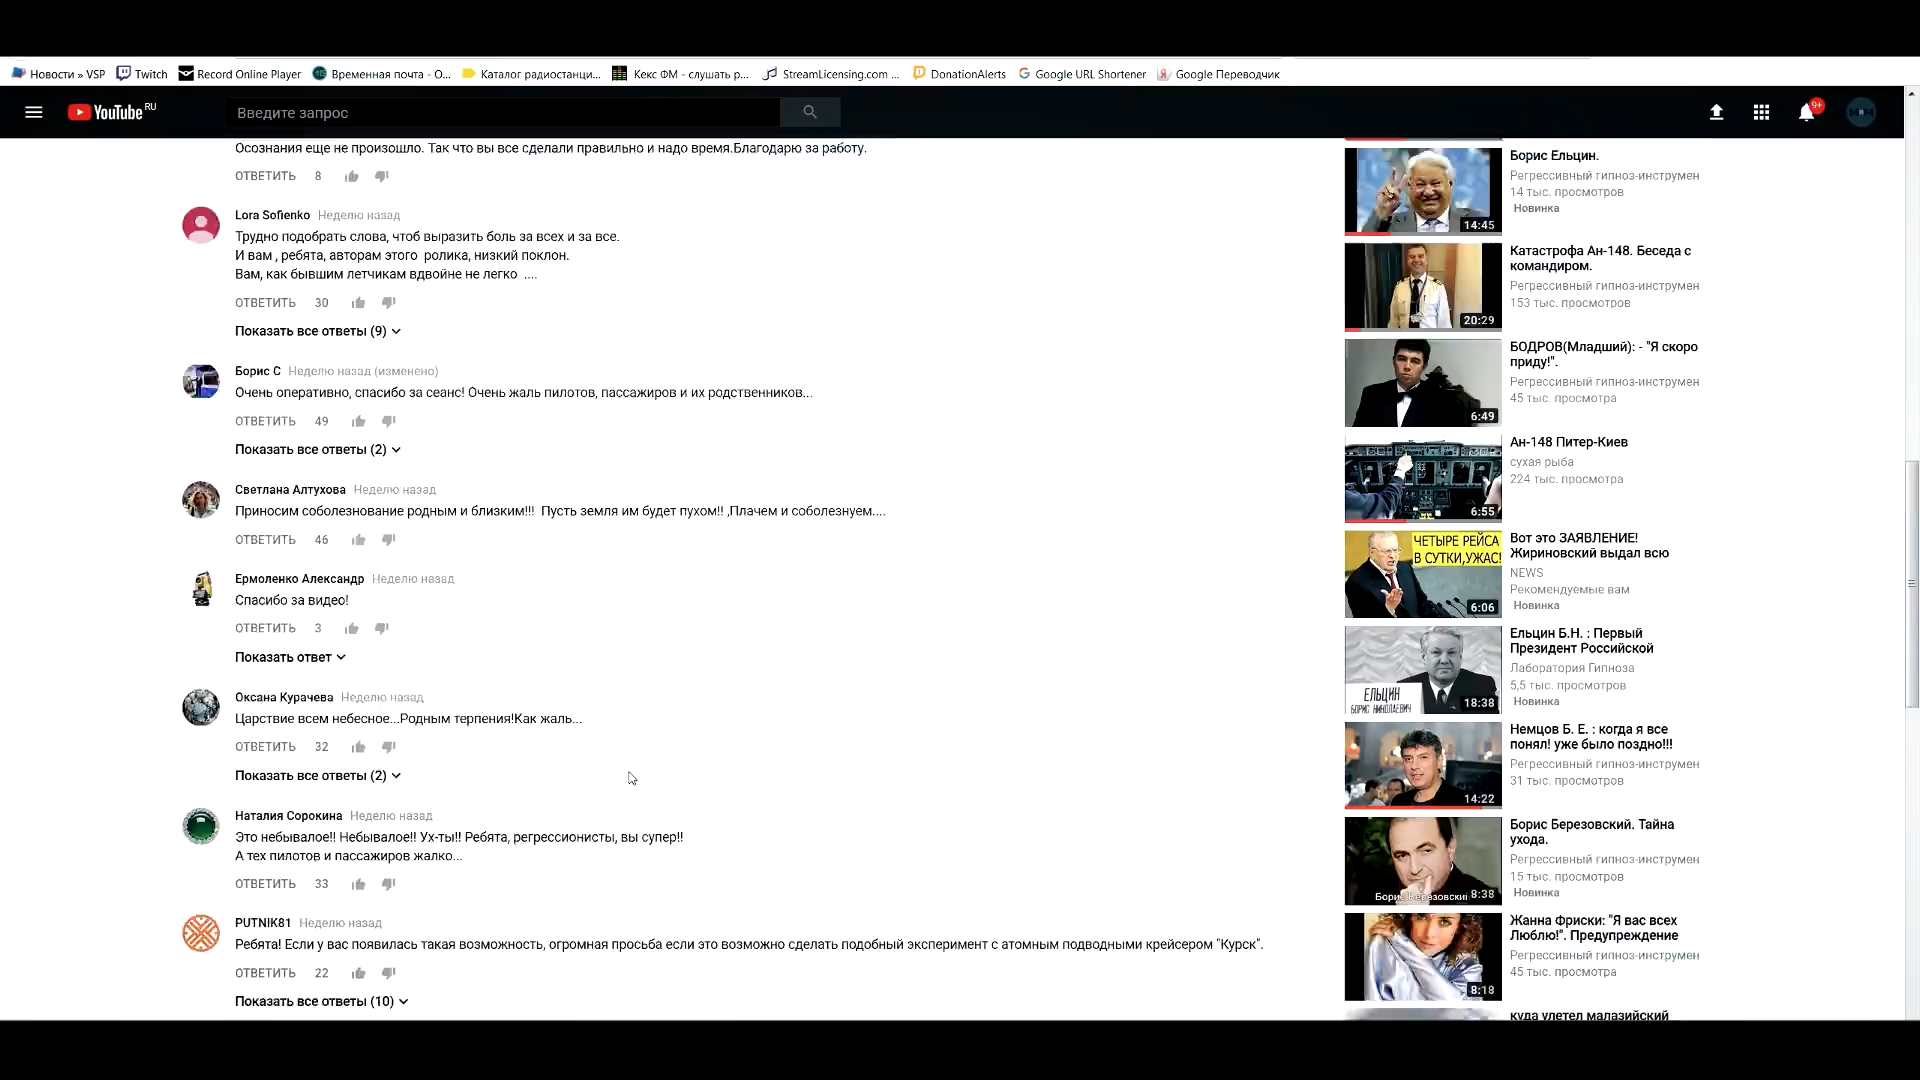 Новости » VSP
Twitch
Record Online Player
Временная почта - О...
Каталог радиостанци...
Кекс ФМ - слушать р...
StreamLicensing.com ...
DonationAlerts
Google URL Shortener
Google Переводчик
YouTube RU
Введите запрос
9+
Осознания еще не произошло. Так что вы все сделали правильно и надо время.Благодарю за работу.
ОТВЕТИТЬ 8
Lora Sofienko Неделю назад
Трудно подобрать слова, чтоб выразить боль за всех и за все.
И вам , ребята, авторам этого ролика, низкий поклон.
Вам, как бывшим летчикам вдвойне не легко ....
ОТВЕТИТЬ 30
Показать все ответы (9)
Борис С Неделю назад (изменено)
Очень оперативно, спасибо за сеанс! Очень жаль пилотов, пассажиров и их родственников...
ОТВЕТИТЬ 49
Показать все ответы (2)
Светлана Алтухова Неделю назад
Приносим соболезнование родным и близким!!! Пусть земля им будет пухом!! ,Плачем и соболезнуем....
ОТВЕТИТЬ 46
Ермоленко Александр Неделю назад
Спасибо за видео!
ОТВЕТИТЬ 3
Показать ответ
Оксана Курачева Неделю назад
Царствие всем небесное...Родным терпения!Как жаль...
ОТВЕТИТЬ 32
Показать все ответы (2)
Наталия Сорокина Неделю назад
Это небывалое!! Небывалое!! Ух-ты!! Ребята, регрессионисты, вы супер!!
А тех пилотов и пассажиров жалко...
ОТВЕТИТЬ 33
PUTNIK81 Неделю назад
Ребята! Если у вас появилась такая возможность, огромная просьба если это возможно сделать подобный эксперимент с атомным подводными крейсером "Курск".
ОТВЕТИТЬ 22
Показать все ответы (10)
14:45
Борис Ельцин.
Регрессивный гипноз-инструмен
14 тыс. просмотров
Новинка
20:29
Катастрофа Ан-148. Беседа с
командиром.
Регрессивный гипноз-инструмен
153 тыс. просмотров
6:49
БОДРОВ(Младший): - "Я скоро
приду!".
Регрессивный гипноз-инструмен
45 тыс. просмотра
6:55
Ан-148 Питер-Киев
сухая рыба
224 тыс. просмотра
ЧЕТЫРЕ РЕЙСА
В СУТКИ,УЖАС!
6:06
Вот это ЗАЯВЛЕНИЕ!
Жириновский выдал всю
NEWS
Рекомендуемые вам
Новинка
ЕЛЬЦИН
БОРИС НИКОЛАЕВИЧ
18:38
Ельцин Б.Н. : Первый
Президент Российской
Лаборатория Гипноза
5,5 тыс. просмотров
Новинка
14:22
Немцов Б. Е. : когда я все
понял! уже было поздно!!!
Регрессивный гипноз-инструмен
31 тыс. просмотров
Борис Березовский
8:38
Борис Березовский. Тайна
ухода.
Регрессивный гипноз-инструмен
15 тыс. просмотров
Новинка
8:18
Жанна Фриски: "Я вас всех
Люблю!". Предупреждение
Регрессивный гипноз-инструмен
45 тыс. просмотра
куда улетел малазийский